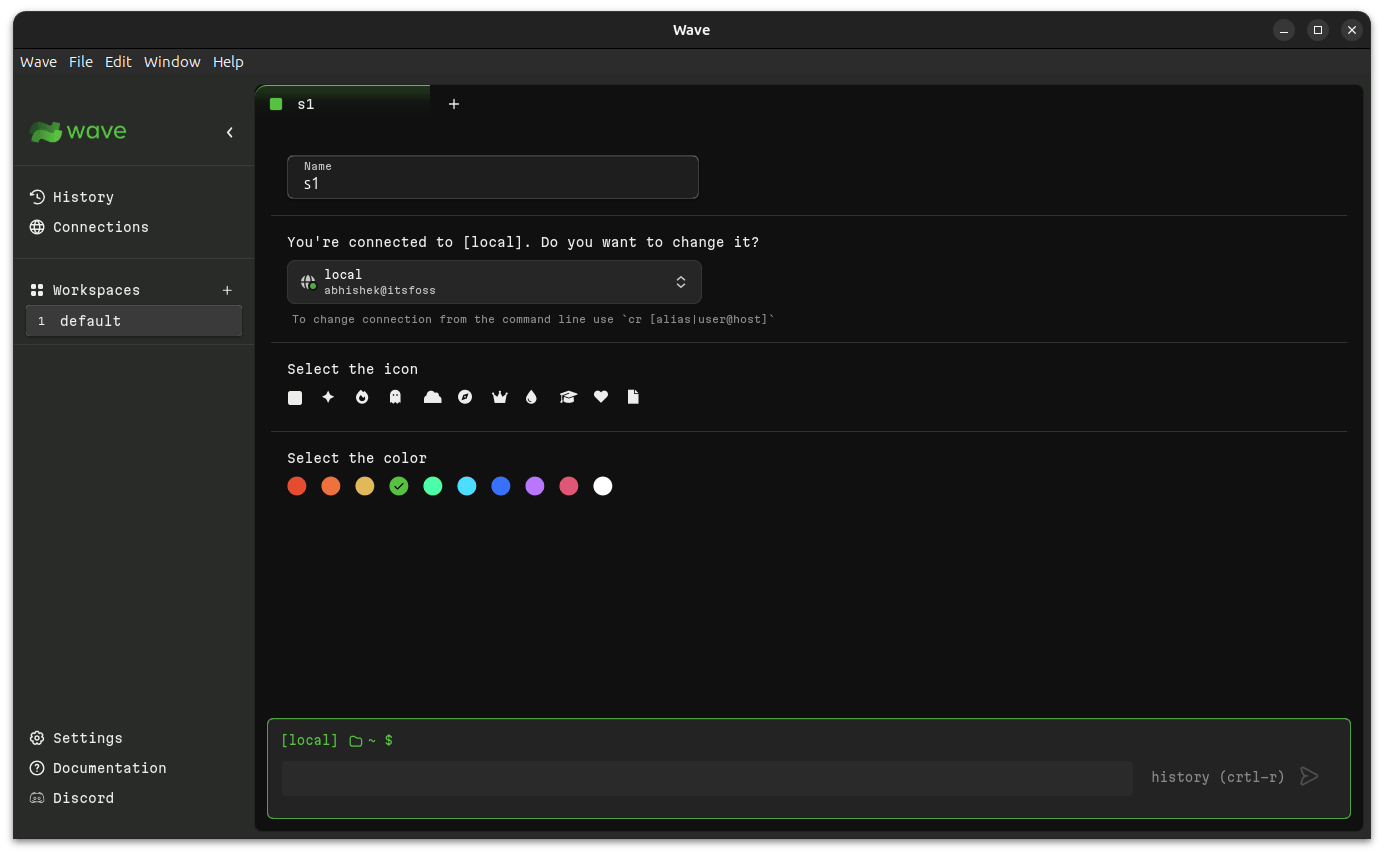 Wave
Wave File Edit Window Help
wave
History
Connections
Workspaces
1 default
Settings
Documentation
Discord
s1
Name
s1
You're connected to [local]. Do you want to change it?
local
abhishek@itsfoss
To change connection from the command line use `cr [alias|user@host]`
Select the icon
Select the color
[local] ~ $
history (crtl-r)